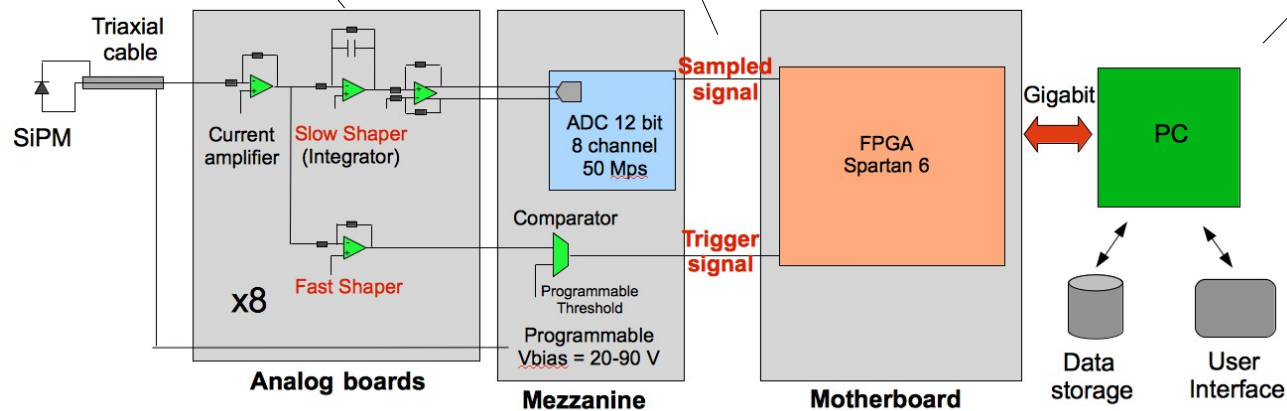 Triaxial
cable
SiPM
Current
amplifier
Slow Shaper
(Integrator)
Fast Shaper
x8
Analog boards
ADC 12 bit
8 channel
50 Mps
Comparator
Programmable
Threshold
Programmable
Vbias = 20-90 V
Mezzanine
Sampled
signal
Trigger
signal
FPGA
Spartan 6
Motherboard
Gigabit
PC
Data
storage
User
Interface